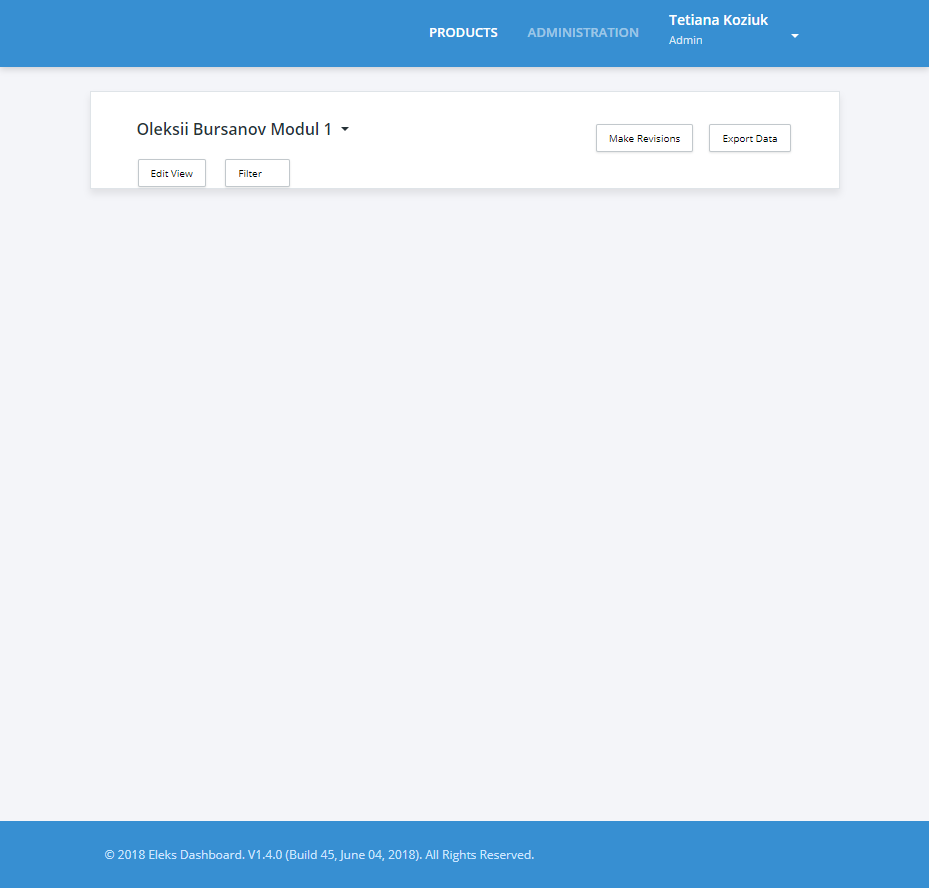 PRODUCTS
ADMINISTRATION
Tetiana Koziuk
Admin
Oleksii Bursanov Modul 1
Make Revisions
Export Data
Edit View
Filter
© 2018 Eleks Dashboard. V1.4.0 (Build 45, June 04, 2018). All Rights Reserved.